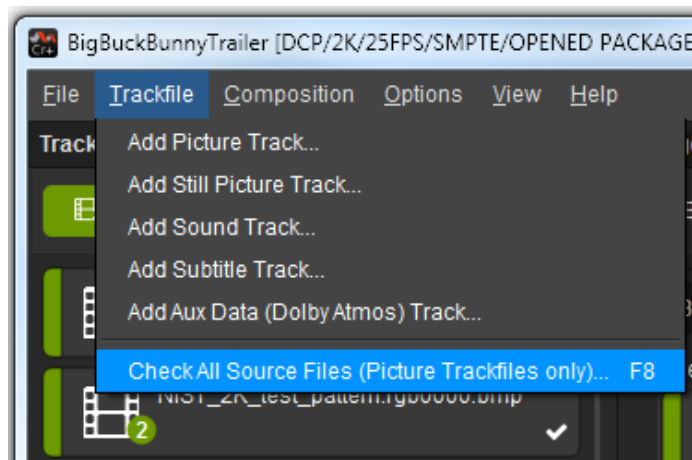 Cr+ BigBuckBunnyTrailer [DCP/2K/25FPS/SMPTE/OPENED PACKAGE
File Trackfile Composition Options View Help
Track
Add Picture Track...
Add Still Picture Track...
Add Sound Track...
Add Subtitle Track...
Add Aux Data (Dolby Atmos) Track...
Check All Source Files (Picture Trackfiles only)... F8
NIST_2K_test_pattern.rgb0000.bmp
2